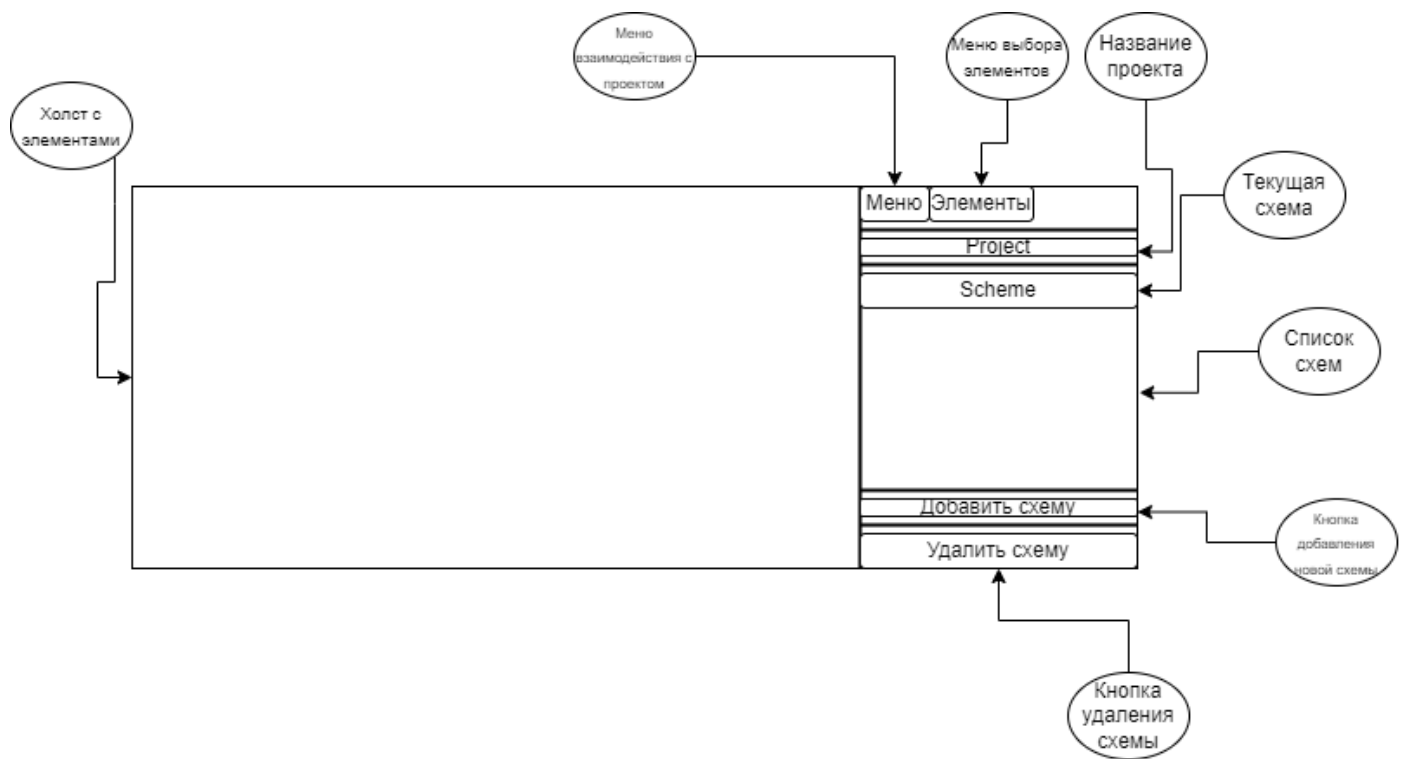 Меню
взаимодействия с
проектом
Меню выбора
элементов
Название
проекта
Холст с
элементами
Текущая
схема
Меню
Элементы
Project
Scheme
Список
схем
Добавить схему
Удалить схему
Кнопка
добавления
новой схемы
Кнопка
удаления
схемы